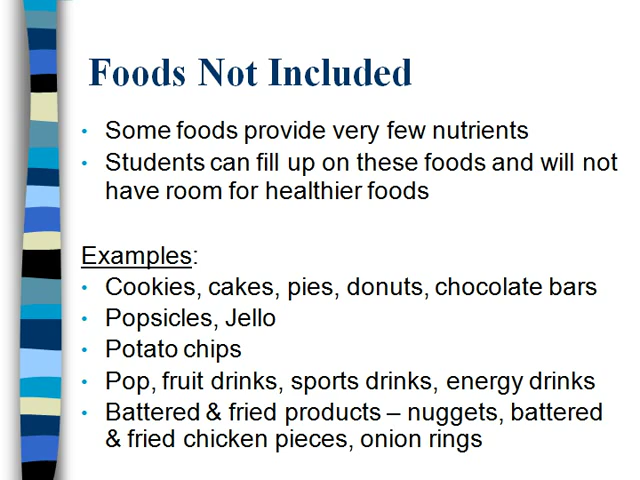 Foods Not Included
• Some foods provide very few nutrients
• Students can fill up on these foods and will not
have room for healthier foods
Examples:
• Cookies, cakes, pies, donuts, chocolate bars
• Popsicles, Jello
• Potato chips
• Pop, fruit drinks, sports drinks, energy drinks
• Battered & fried products – nuggets, battered
& fried chicken pieces, onion rings